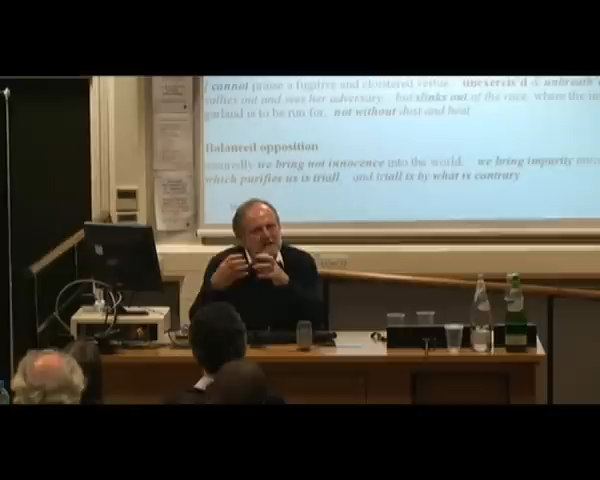 I cannot praise a fugitive and cloistered vertue, unexercis'd & unbreath
sallies out and sees her adversary, but slinks out of the race, where the
garland is to be run for, not without dust and heat
Balanced opposition
we bring not innocence into the world, we bring impurity
which purifies us is triall, and triall is by what is contrary